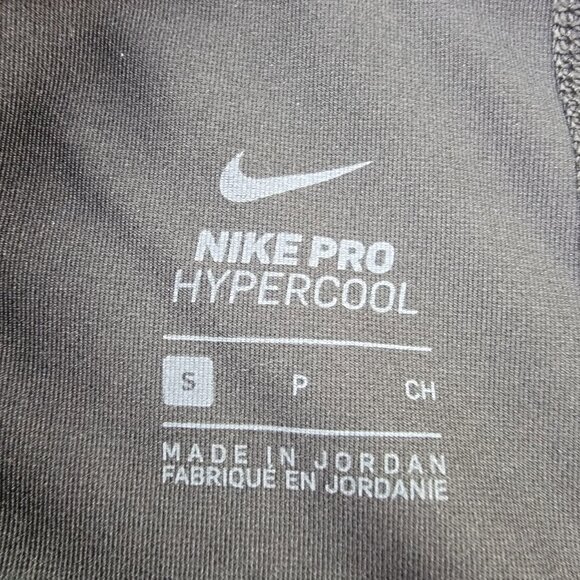 NIKE PRO
HYPERCOOL
S P CH
MADE IN JORDAN
FABRIQUÉ EN JORDANIE